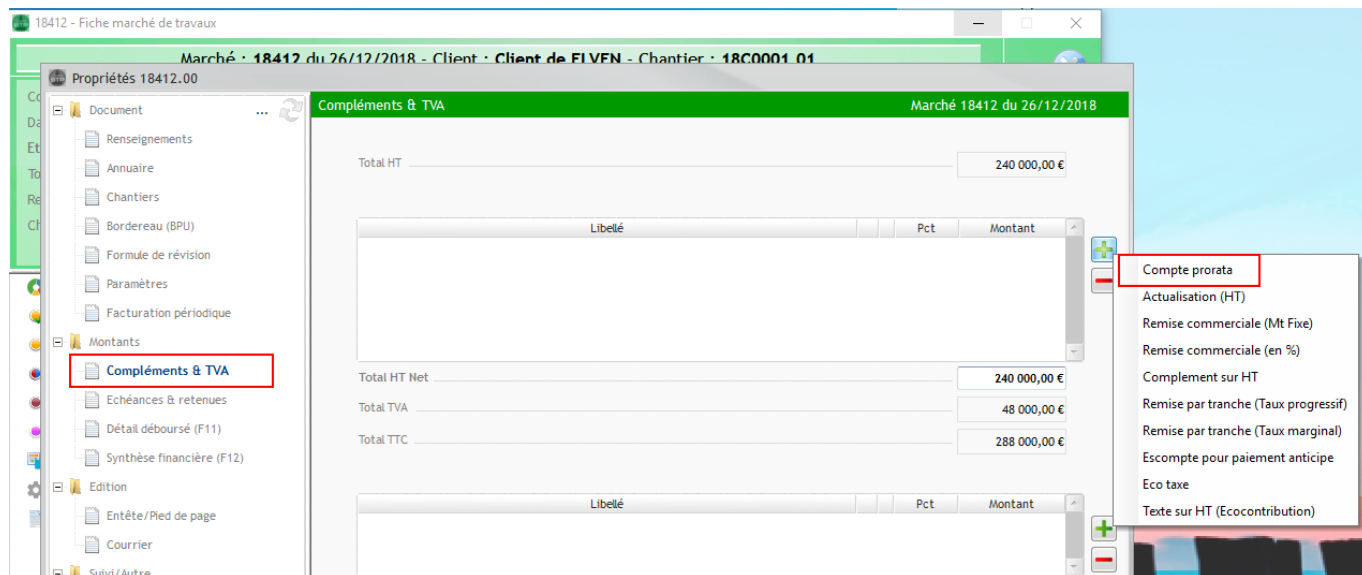 18412 - Fiche marché de travaux
Marché : 18412 du 26/12/2018 - Client : Client de ELVEN - Chantier : 18C0001 01
Propriétés 18412.00
Document ...
Renseignements
Annuaire
Chantiers
Bordereau (BPU)
Formule de révision
Paramètres
Facturation périodique
Montants
Compléments & TVA
Echéances & retenues
Détail déboursé (F11)
Synthèse financière (F12)
Edition
Entête/Pied de page
Courrier
Suivi/Autre
Compléments & TVA Marché 18412 du 26/12/2018
Total HT 240 000,00 €
Libellé Pct Montant
Total HT Net 240 000,00 €
Total TVA 48 000,00 €
Total TTC 288 000,00 €
Libellé Pct Montant
Compte prorata
Actualisation (HT)
Remise commerciale (Mt Fixe)
Remise commerciale (en %)
Complement sur HT
Remise par tranche (Taux progressif)
Remise par tranche (Taux marginal)
Escompte pour paiement anticipe
Eco taxe
Texte sur HT (Ecocontribution)